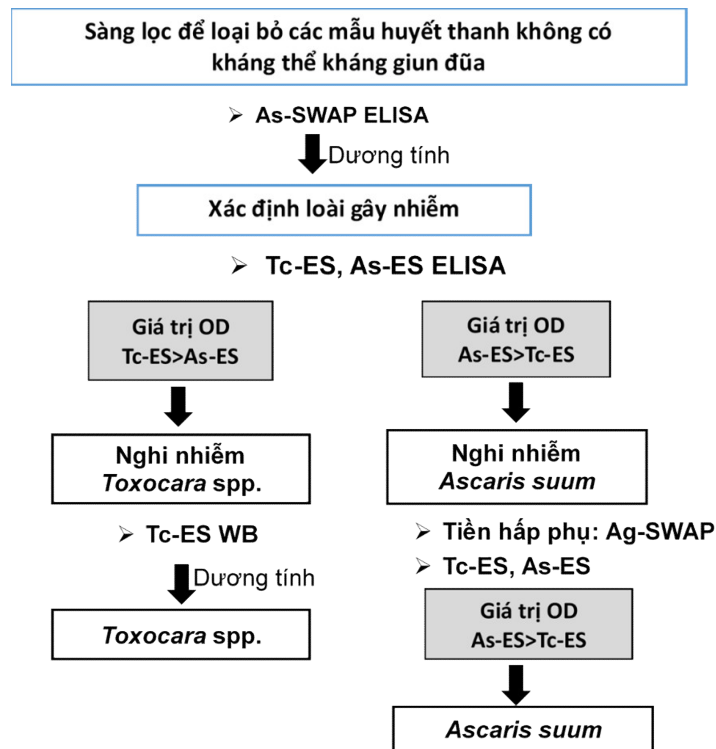 Sàng lọc để loại bỏ các mẫu huyết thanh không có
kháng thể kháng giun đũa
➢ As-SWAP ELISA
Dương tính
Xác định loài gây nhiễm
➢ Tc-ES, As-ES ELISA
Giá trị OD
Tc-ES>As-ES
Nghi nhiễm
Toxocara spp.
➢ Tc-ES WB
Dương tính
Toxocara spp.
Giá trị OD
As-ES>Tc-ES
Nghi nhiễm
Ascaris suum
➢ Tiền hấp phụ: Ag-SWAP
➢ Tc-ES, As-ES
Giá trị OD
As-ES>Tc-ES
Ascaris suum